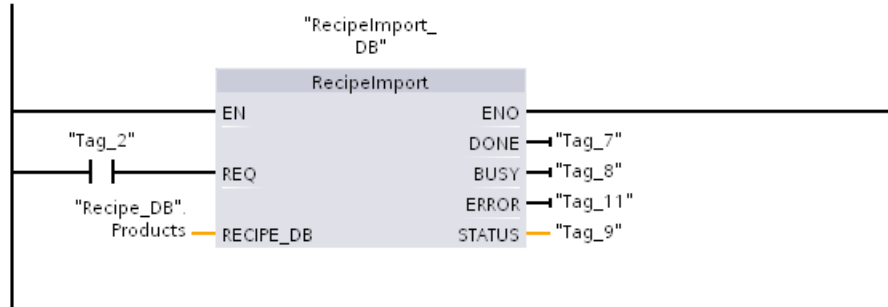 "RecipeImport_
DB"
RecipeImport
EN ENO
"Tag_2" DONE "Tag_7"
REQ BUSY "Tag_8"
"Recipe_DB". ERROR "Tag_11"
Products RECIPE_DB STATUS "Tag_9"